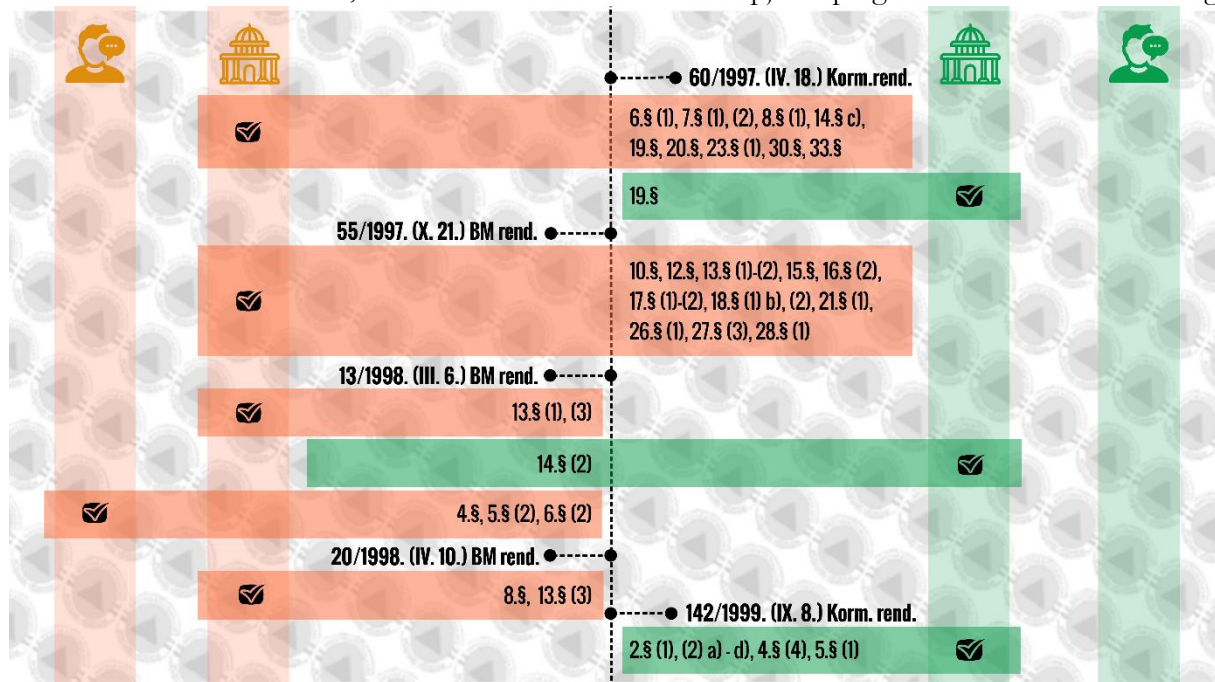 60/1997. (IV. 18.) Korm.rend.
6.§ (1), 7.§ (1), (2), 8.§ (1), 14.§ c),
19.§, 20.§, 23.§ (1), 30.§, 33.§
19.§
55/1997. (X. 21.) BM rend.
10.§, 12.§, 13.§ (1)-(2), 15.§, 16.§ (2),
17.§ (1)-(2), 18.§ (1) b), (2), 21.§ (1),
26.§ (1), 27.§ (3), 28.§ (1)
13/1998. (III. 6.) BM rend.
13.§ (1), (3)
14.§ (2)
4.§, 5.§ (2), 6.§ (2)
20/1998. (IV. 10.) BM rend.
8.§, 13.§ (3)
142/1999. (IX. 8.) Korm. rend.
2.§ (1), (2) a) - d), 4.§ (4), 5.§ (1)